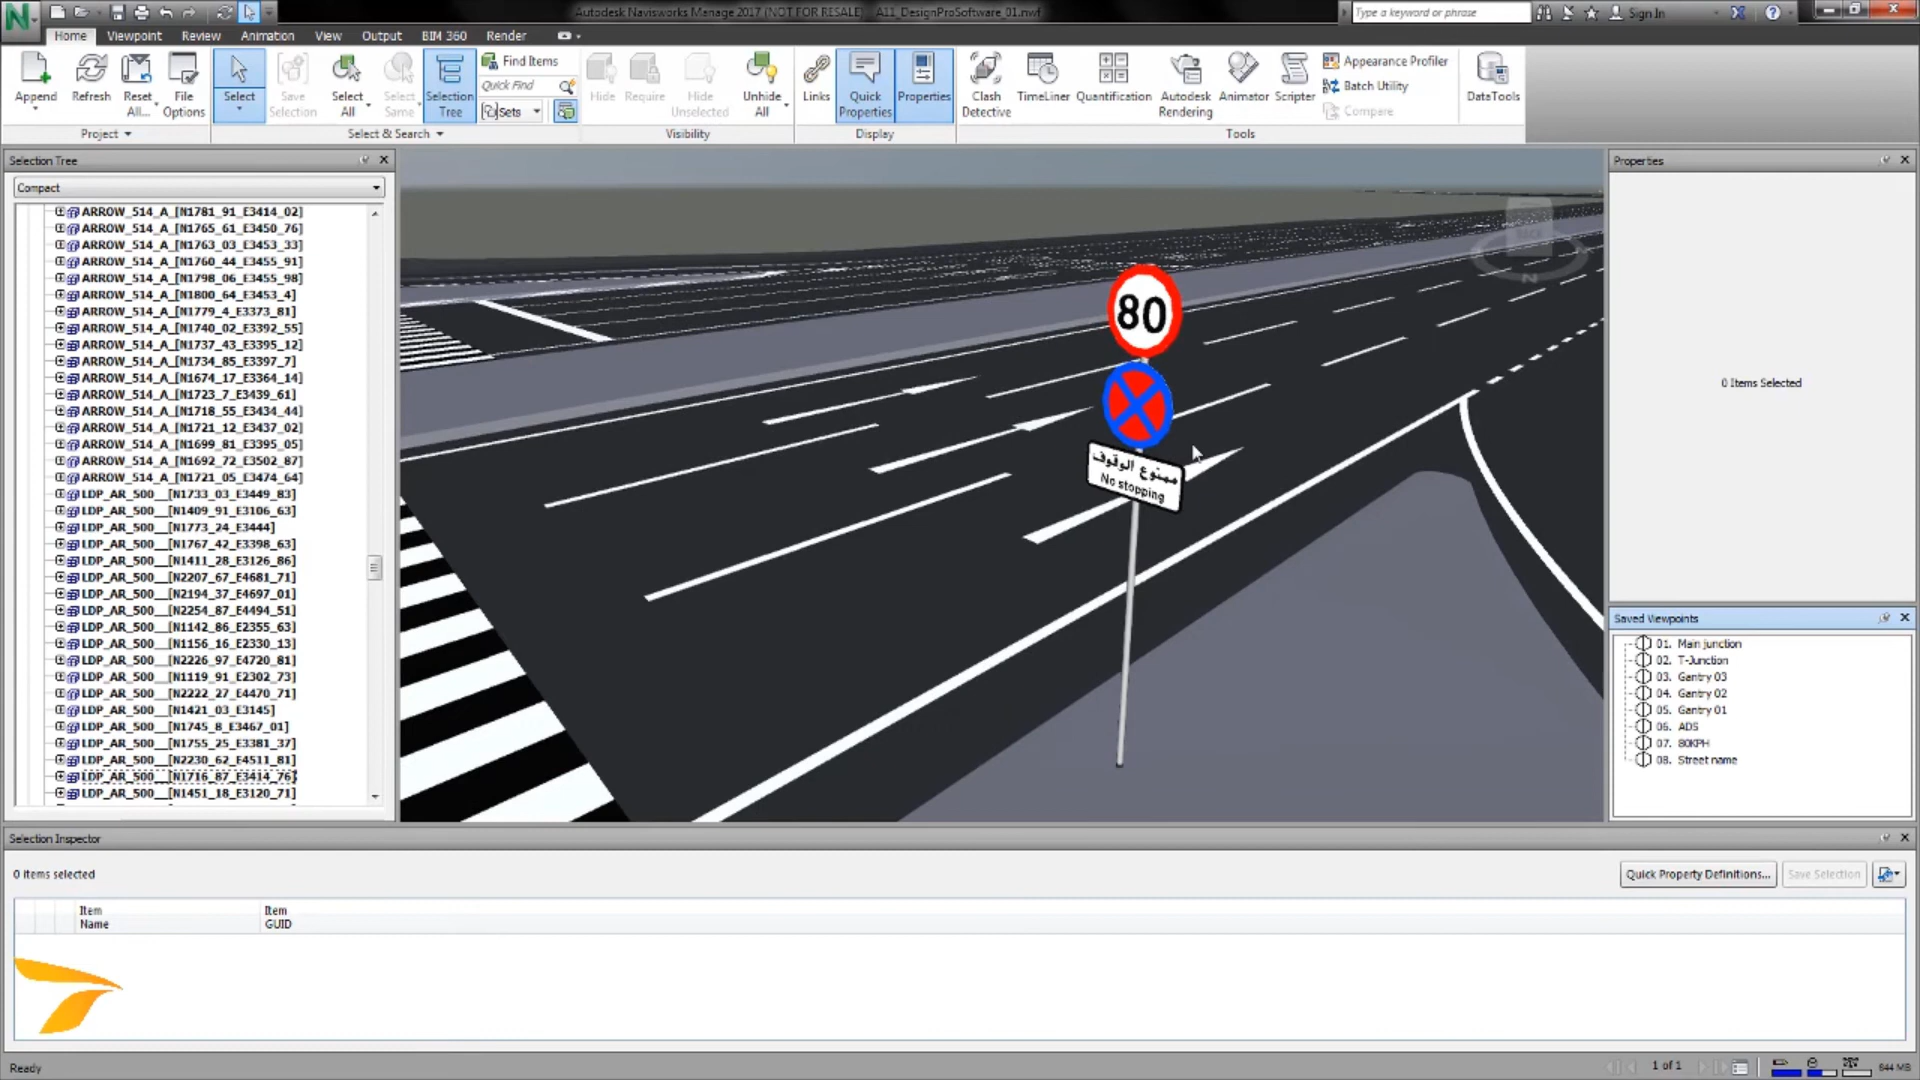 Autodesk Navisworks Manage 2017 (NOT FOR RESALE) A11_DesignProSoftware_01.nwf
Type a keyword or phrase
Sign In
Home Viewpoint Review Animation View Output BIM 360 Render
Append
Refresh
Reset All...
File Options
Project
Select
Save Selection
Select All
Select Same
Selection Tree
Find Items
Quick Find
Sets
Select & Search
Hide
Require
Hide Unselected
Unhide All
Visibility
Links
Quick Properties
Properties
Display
Clash Detective
TimeLiner
Quantification
Autodesk Rendering
Animator
Scripter
Appearance Profiler
Batch Utility
Compare
Tools
DataTools
Selection Tree
Compact
ARROW_514_A_[N1781_91_E3414_02]
ARROW_514_A_[N1765_61_E3450_76]
ARROW_514_A_[N1763_03_E3453_33]
ARROW_514_A_[N1760_44_E3455_91]
ARROW_514_A_[N1798_06_E3455_98]
ARROW_514_A_[N1800_64_E3453_4]
ARROW_514_A_[N1779_4_E3373_81]
ARROW_514_A_[N1740_02_E3392_55]
ARROW_514_A_[N1737_43_E3395_12]
ARROW_514_A_[N1734_85_E3397_7]
ARROW_514_A_[N1674_17_E3364_14]
ARROW_514_A_[N1723_7_E3439_61]
ARROW_514_A_[N1718_55_E3434_44]
ARROW_514_A_[N1721_12_E3437_02]
ARROW_514_A_[N1699_81_E3395_05]
ARROW_514_A_[N1692_72_E3502_87]
ARROW_514_A_[N1721_05_E3474_64]
LDP_AR_500__[N1733_03_E3449_83]
LDP_AR_500__[N1409_91_E3106_63]
LDP_AR_500__[N1773_24_E3444]
LDP_AR_500__[N1767_42_E3398_63]
LDP_AR_500__[N1411_28_E3126_86]
LDP_AR_500__[N2207_67_E4681_71]
LDP_AR_500__[N2194_37_E4697_01]
LDP_AR_500__[N2254_87_E4494_51]
LDP_AR_500__[N1142_86_E2355_63]
LDP_AR_500__[N1156_16_E2330_13]
LDP_AR_500__[N2226_97_E4720_81]
LDP_AR_500__[N1119_91_E2302_73]
LDP_AR_500__[N2222_27_E4470_71]
LDP_AR_500__[N1421_03_E3145]
LDP_AR_500__[N1745_8_E3467_01]
LDP_AR_500__[N1755_25_E3381_37]
LDP_AR_500__[N2230_62_E4511_81]
LDP_AR_500__[N1716_87_E3414_76]
LDP_AR_500__[N1451_18_E3120_71]
80
ممنوع الوقوف
No stopping
N
Properties
0 Items Selected
Saved Viewpoints
01. Main junction
02. T-Junction
03. Gantry 03
04. Gantry 02
05. Gantry 01
06. ADS
07. 80KPH
08. Street name
Selection Inspector
0 items selected
Quick Property Definitions...
Save Selection
Item Name
Item GUID
Ready
1 of 1
844 MB